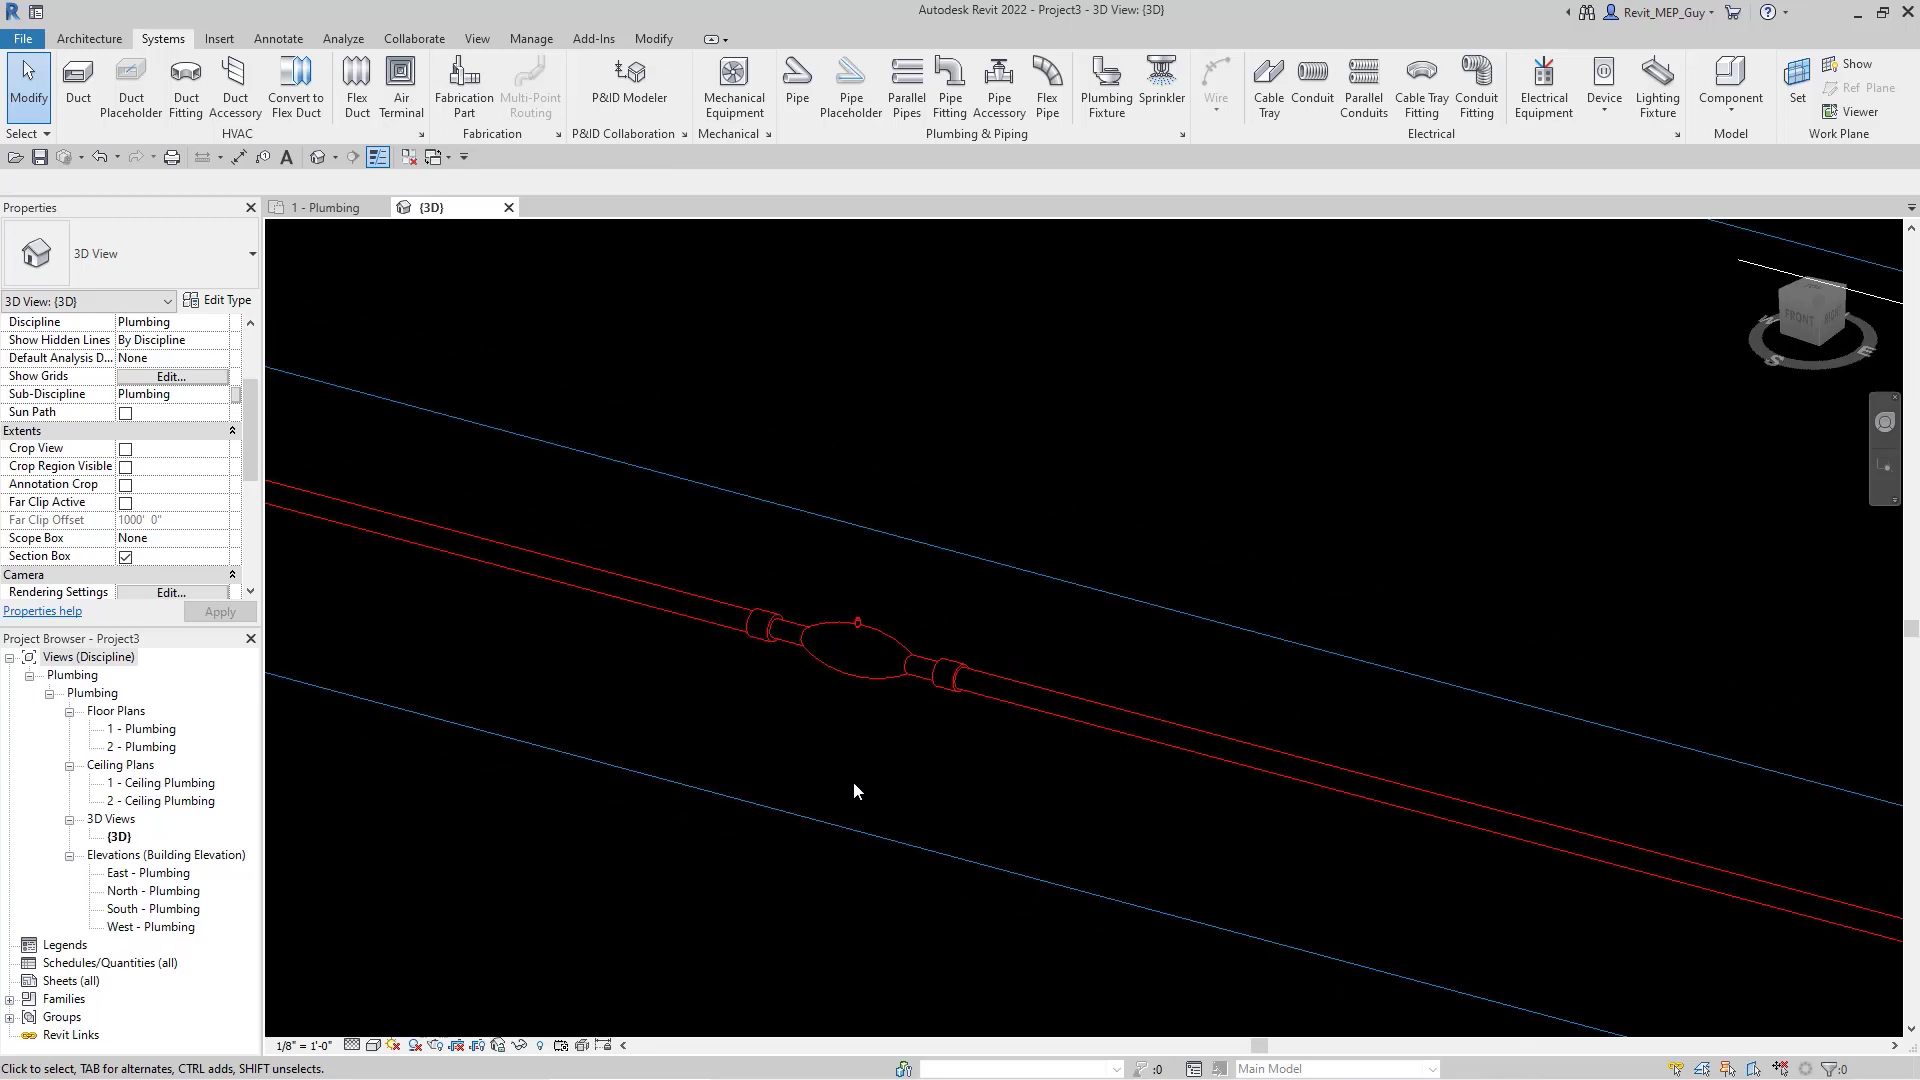 Autodesk Revit 2022 - Project3 - 3D View: {3D}
Revit_MEP_Guy
File Architecture Systems Insert Annotate Analyze Collaborate View Manage Add-Ins Modify
Modify
Duct
Duct Placeholder
Duct Fitting
Duct Accessory
Convert to Flex Duct
Flex Duct
Air Terminal
Fabrication Part
Multi-Point Routing
P&ID Modeler
Mechanical Equipment
Pipe
Pipe Placeholder
Parallel Pipes
Pipe Fitting
Pipe Accessory
Flex Pipe
Plumbing Fixture
Sprinkler
Wire
Cable Tray
Conduit
Parallel Conduits
Cable Tray Fitting
Conduit Fitting
Electrical Equipment
Device
Lighting Fixture
Component
Set
Show
Ref Plane
Viewer
Select HVAC Fabrication P&ID Collaboration Mechanical Plumbing & Piping Electrical Model Work Plane
Properties
1 - Plumbing {3D}
3D View
3D View: {3D} Edit Type
Discipline Plumbing
Show Hidden Lines By Discipline
Default Analysis D... None
Show Grids Edit...
Sub-Discipline Plumbing
Sun Path
Extents
Crop View
Crop Region Visible
Annotation Crop
Far Clip Active
Far Clip Offset 1000' 0"
Scope Box None
Section Box
Camera
Rendering Settings Edit...
Properties help Apply
Project Browser - Project3
Views (Discipline)
Plumbing
Plumbing
Floor Plans
1 - Plumbing
2 - Plumbing
Ceiling Plans
1 - Ceiling Plumbing
2 - Ceiling Plumbing
3D Views
{3D}
Elevations (Building Elevation)
East - Plumbing
North - Plumbing
South - Plumbing
West - Plumbing
Legends
Schedules/Quantities (all)
Sheets (all)
Families
Groups
Revit Links
FRONT
S
E
1/8" = 1'-0"
Click to select, TAB for alternates, CTRL adds, SHIFT unselects.
:0
Main Model
:0